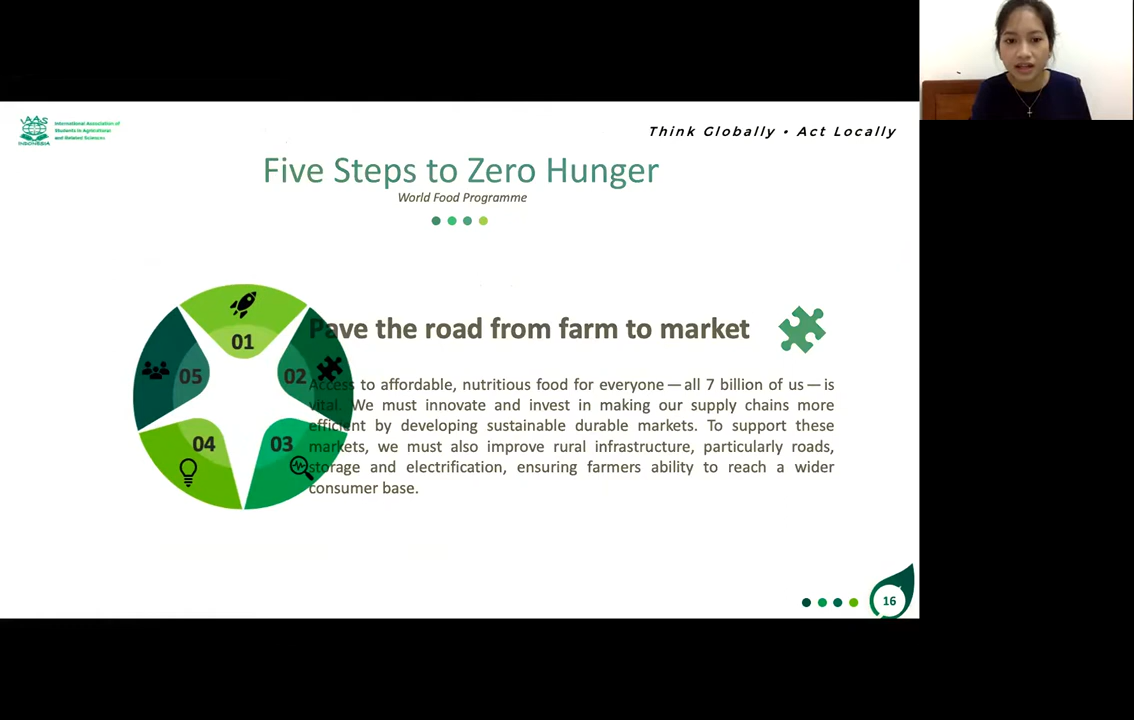 IAAS
INDONESIA
International Association of
Students in Agricultural
and Related Sciences
Think Globally • Act Locally
Five Steps to Zero Hunger
World Food Programme
01
02
03
04
05
Pave the road from farm to market
Access to affordable, nutritious food for everyone — all 7 billion of us — is
vital. We must innovate and invest in making our supply chains more
efficient by developing sustainable durable markets. To support these
markets, we must also improve rural infrastructure, particularly roads,
storage and electrification, ensuring farmers ability to reach a wider
consumer base.
16